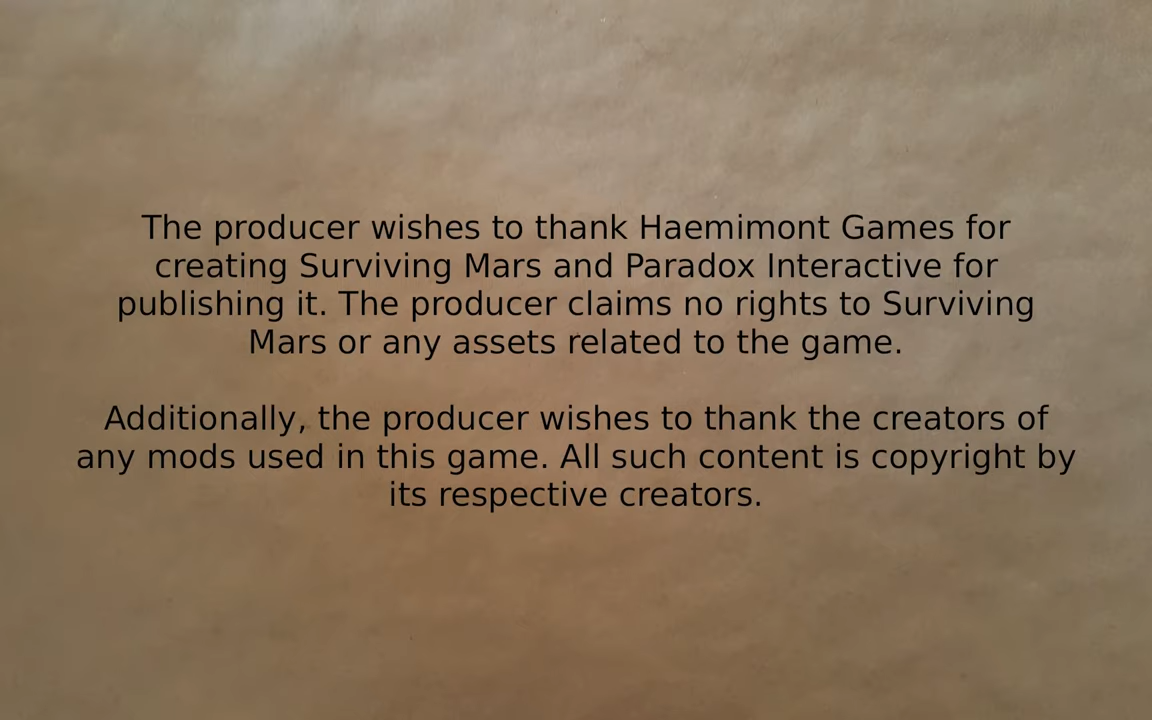 The producer wishes to thank Haemimont Games for
creating Surviving Mars and Paradox Interactive for
publishing it. The producer claims no rights to Surviving
Mars or any assets related to the game.
Additionally, the producer wishes to thank the creators of
any mods used in this game. All such content is copyright by
its respective creators.